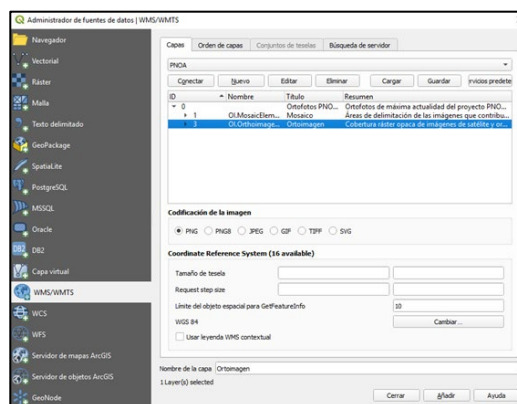 Administrador de fuentes de datos | WMS/WMTS
Navegador
Vectorial
Ráster
Malla
Texto delimitado
GeoPackage
SpatiaLite
PostgreSQL
MSSQL
Oracle
DB2
Capa virtual
WMS/WMTS
WCS
WFS
Servidor de mapas ArcGIS
Servidor de objetos ArcGIS
GeoNode
Capas Orden de capas Conjuntos de teselas Búsqueda de servidor
PNOA
Conectar Nuevo Editar Eliminar Cargar Guardar rvicios predete
ID Nombre Título Resumen
0 Ortofotos PNO... Ortofotos de máxima actualidad del proyecto PNO...
1 OI.MosaicElem... Mosaico Áreas de delimitación de las imágenes que contribu...
3 OI.Orthoimage... Ortoimagen Cobertura ráster opaca de imágenes de satélite y or...
Codificación de la imagen
PNG PNG8 JPEG GIF TIFF SVG
Coordinate Reference System (16 available)
Tamaño de tesela
Request step size
Límite del objeto espacial para GetFeatureInfo 10
WGS 84 Cambiar...
Usar leyenda WMS contextual
Nombre de la capa Ortoimagen
1 Layer(s) selected
Cerrar Añadir Ayuda